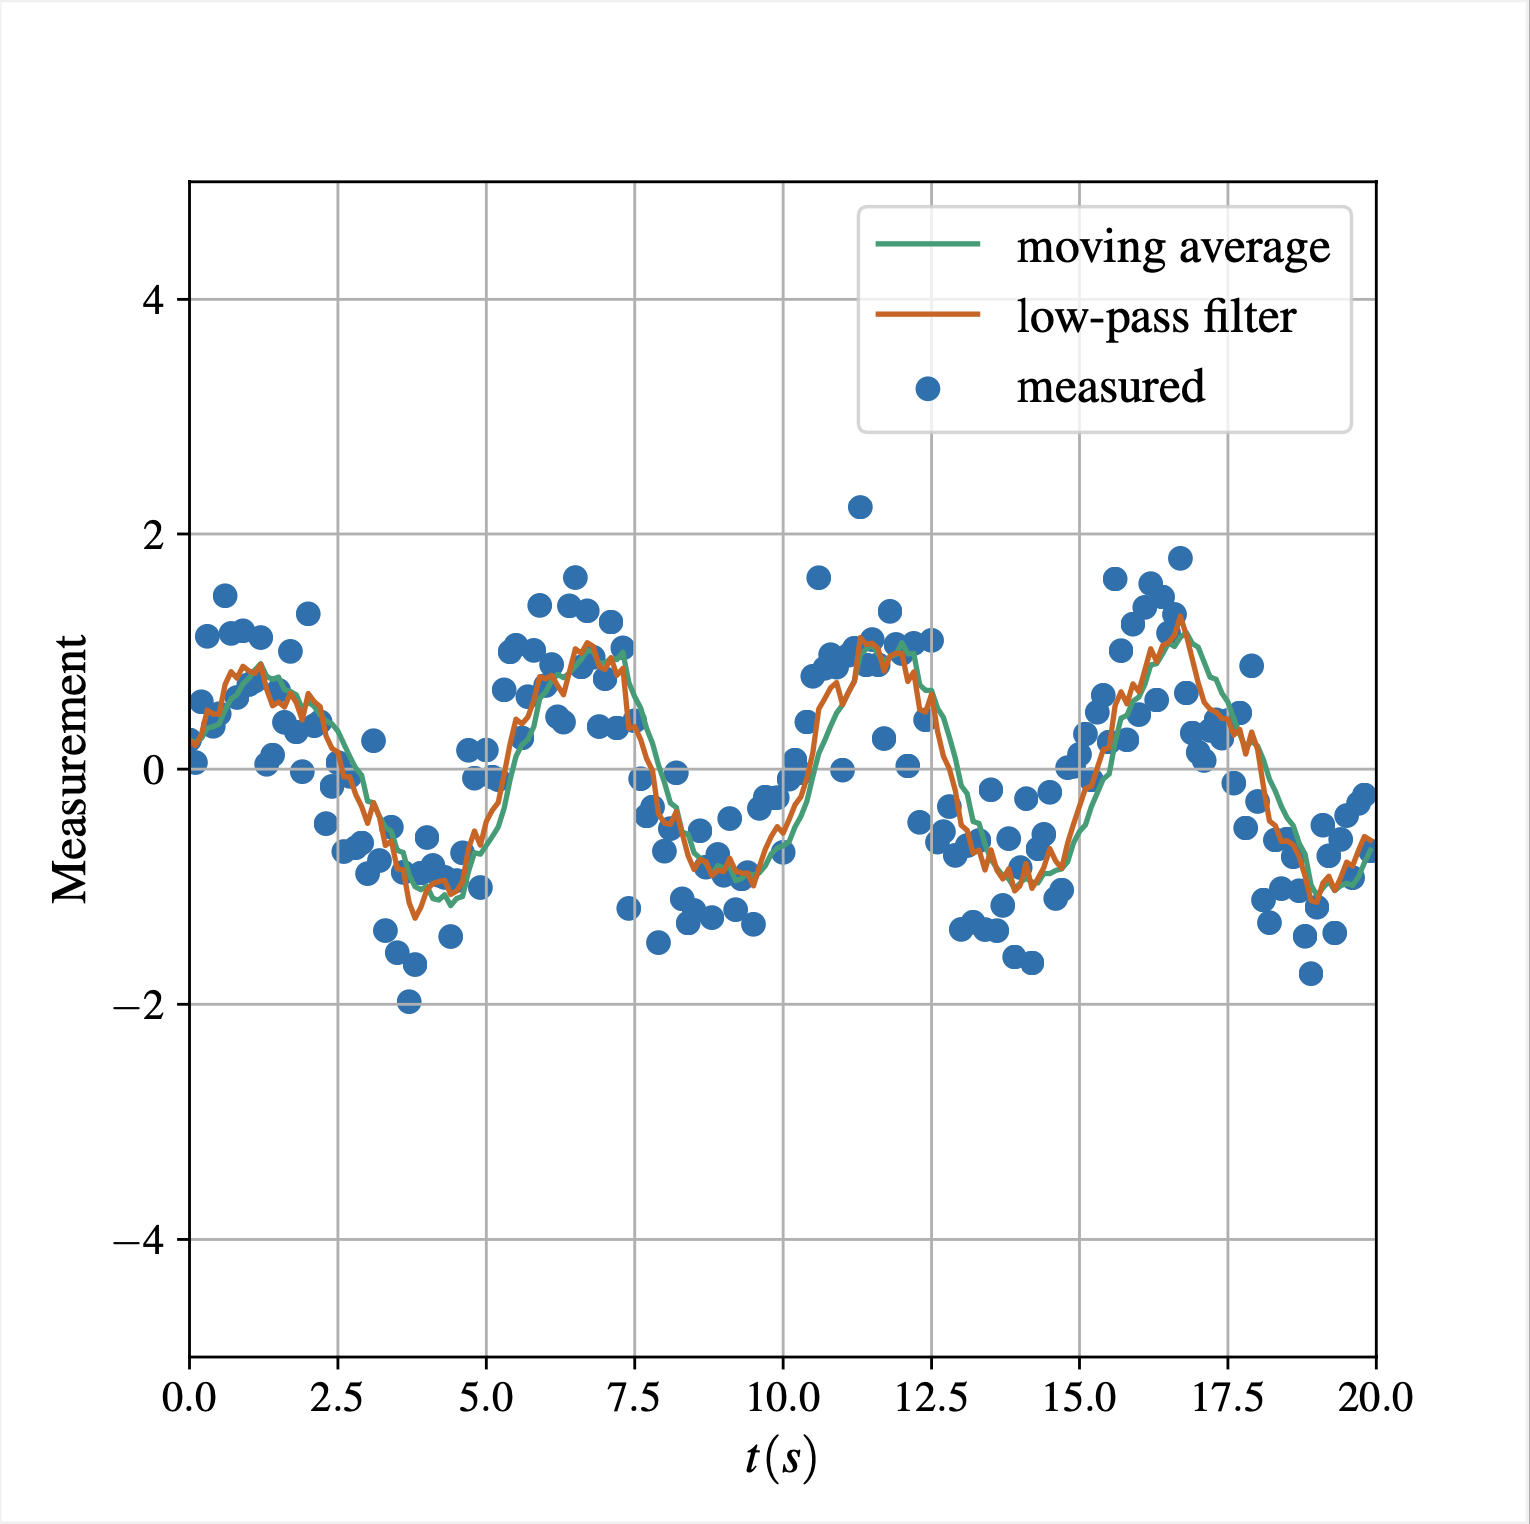 moving average
low-pass filter
measured
4
2
0
−2
−4
Measurement
0.0 2.5 5.0 7.5 10.0 12.5 15.0 17.5 20.0
t(s)